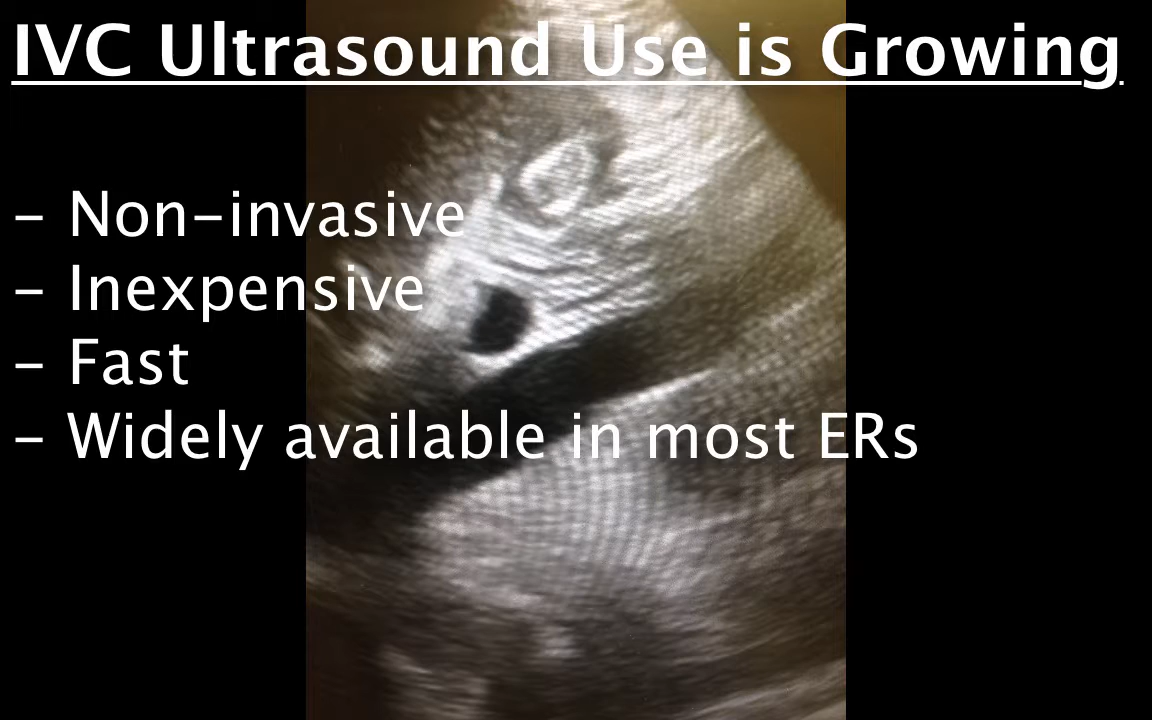 IVC Ultrasound Use is Growing
- Non-invasive
- Inexpensive
- Fast
- Widely available in most ERs